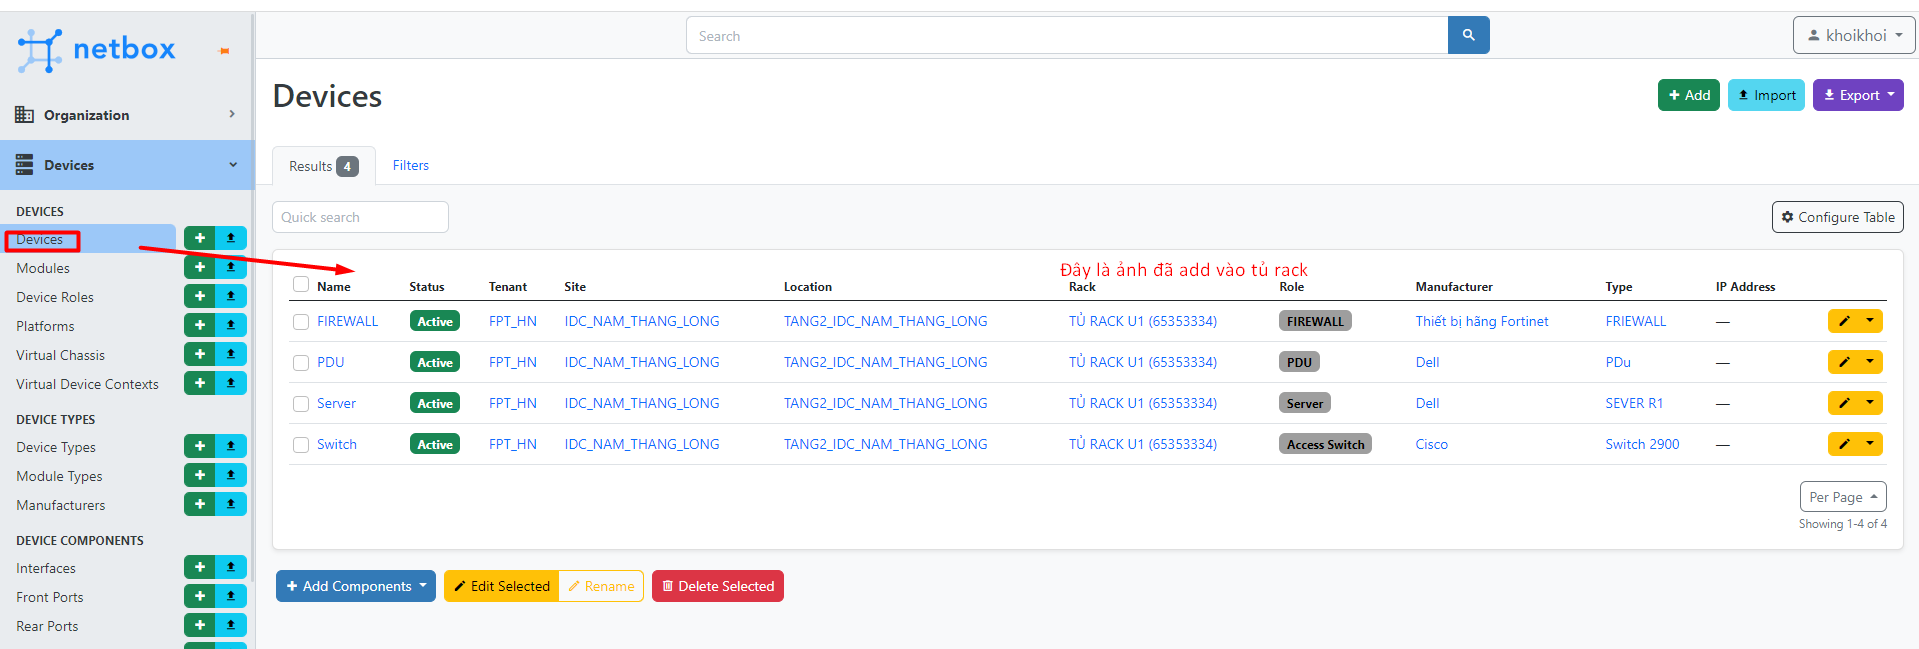 netbox
Search
khoikhoi
Organization
Devices
DEVICES
Devices
Modules
Device Roles
Platforms
Virtual Chassis
Virtual Device Contexts
DEVICE TYPES
Device Types
Module Types
Manufacturers
DEVICE COMPONENTS
Interfaces
Front Ports
Rear Ports
Devices
Add Import Export
Results 4 Filters
Quick search
Configure Table
Đây là ảnh đã add vào tủ rack
Name Status Tenant Site Location Rack Role Manufacturer Type IP Address
FIREWALL Active FPT_HN IDC_NAM_THANG_LONG TANG2_IDC_NAM_THANG_LONG TỦ RACK U1 (65353334) FIREWALL Thiết bị hãng Fortinet FRIEWALL —
PDU Active FPT_HN IDC_NAM_THANG_LONG TANG2_IDC_NAM_THANG_LONG TỦ RACK U1 (65353334) PDU Dell PDu —
Server Active FPT_HN IDC_NAM_THANG_LONG TANG2_IDC_NAM_THANG_LONG TỦ RACK U1 (65353334) Server Dell SEVER R1 —
Switch Active FPT_HN IDC_NAM_THANG_LONG TANG2_IDC_NAM_THANG_LONG TỦ RACK U1 (65353334) Access Switch Cisco Switch 2900 —
Per Page
Showing 1-4 of 4
Add Components Edit Selected Rename Delete Selected